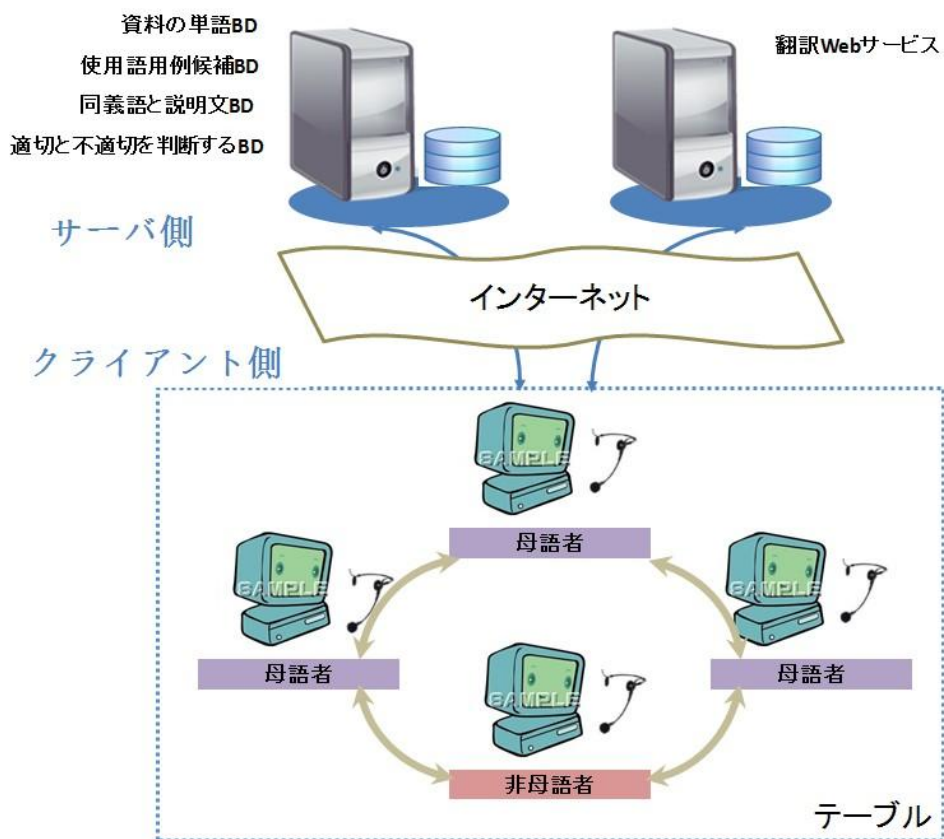 資料の単語BD
使用語用例候補BD
同義語と説明文BD
適切と不適切を判断するBD
翻訳Webサービス
サーバ側
インターネット
クライアント側
SAMPLE
母語者
SAMPLE
SAMPLE
母語者
母語者
SAMPLE
非母語者
テーブル